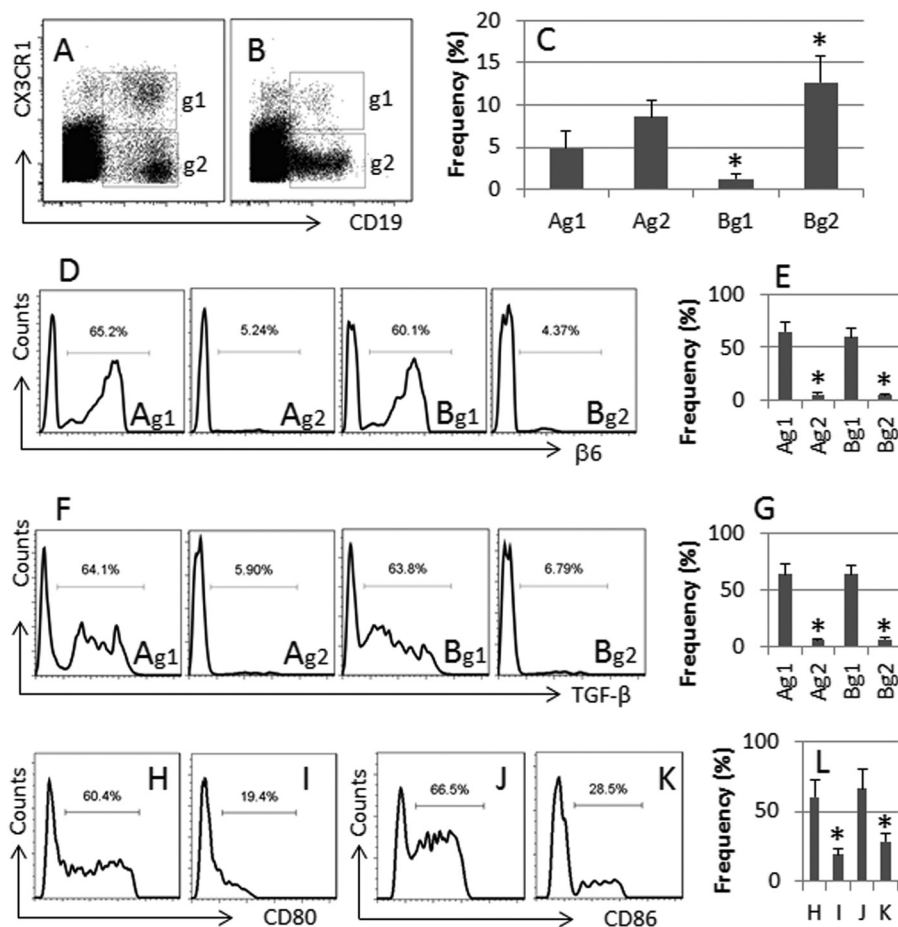 A
B
CX3CR1
g1
g2
g1
g2
CD19
C
Frequency (%)
20
15
10
5
0
*
*
Ag1 Ag2 Bg1 Bg2
D
Counts
65.2%
5.24%
60.1%
4.37%
Ag1
Ag2
Bg1
Bg2
β6
E
Frequency (%)
100
50
0
*
*
Ag1
Ag2
Bg1
Bg2
F
Counts
64.1%
5.90%
63.8%
6.79%
Ag1
Ag2
Bg1
Bg2
TGF-β
G
Frequency (%)
100
50
0
*
*
Ag1
Ag2
Bg1
Bg2
H
I
Counts
60.4%
19.4%
CD80
J
K
Counts
66.5%
28.5%
CD86
L
Frequency (%)
100
50
0
*
*
H I J K